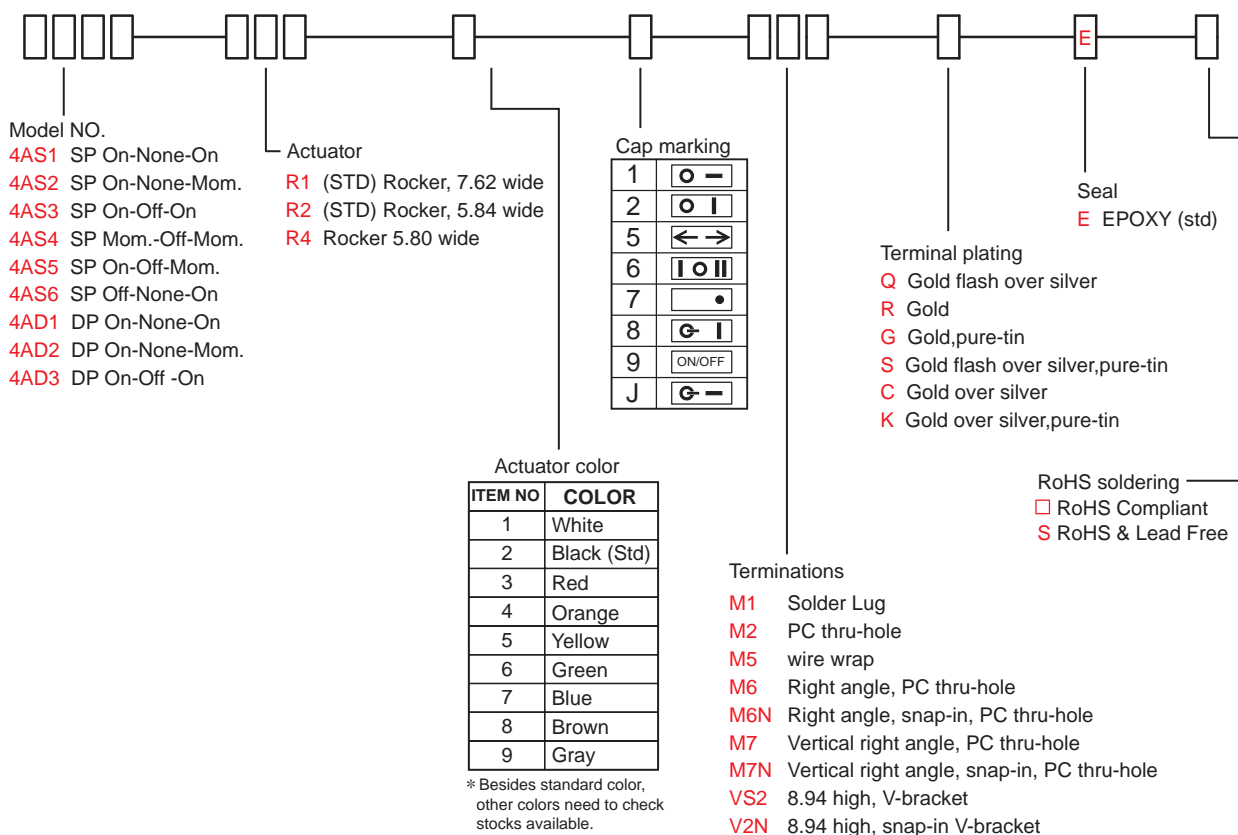 E
Model NO.
4AS1 SP On-None-On
4AS2 SP On-None-Mom.
4AS3 SP On-Off-On
4AS4 SP Mom.-Off-Mom.
4AS5 SP On-Off-Mom.
4AS6 SP Off-None-On
4AD1 DP On-None-On
4AD2 DP On-None-Mom.
4AD3 DP On-Off -On
Actuator
R1 (STD) Rocker, 7.62 wide
R2 (STD) Rocker, 5.84 wide
R4 Rocker 5.80 wide
Actuator color
ITEM NO COLOR
1 White
2 Black (Std)
3 Red
4 Orange
5 Yellow
6 Green
7 Blue
8 Brown
9 Gray
* Besides standard color,
other colors need to check
stocks available.
Cap marking
1 O –
2 O I
5 ← →
6 I O II
7 •
8 I
9 ON/OFF
J –
Terminations
M1 Solder Lug
M2 PC thru-hole
M5 wire wrap
M6 Right angle, PC thru-hole
M6N Right angle, snap-in, PC thru-hole
M7 Vertical right angle, PC thru-hole
M7N Vertical right angle, snap-in, PC thru-hole
VS2 8.94 high, V-bracket
V2N 8.94 high, snap-in V-bracket
Terminal plating
Q Gold flash over silver
R Gold
G Gold,pure-tin
S Gold flash over silver,pure-tin
C Gold over silver
K Gold over silver,pure-tin
Seal
E EPOXY (std)
RoHS soldering
□ RoHS Compliant
S RoHS & Lead Free